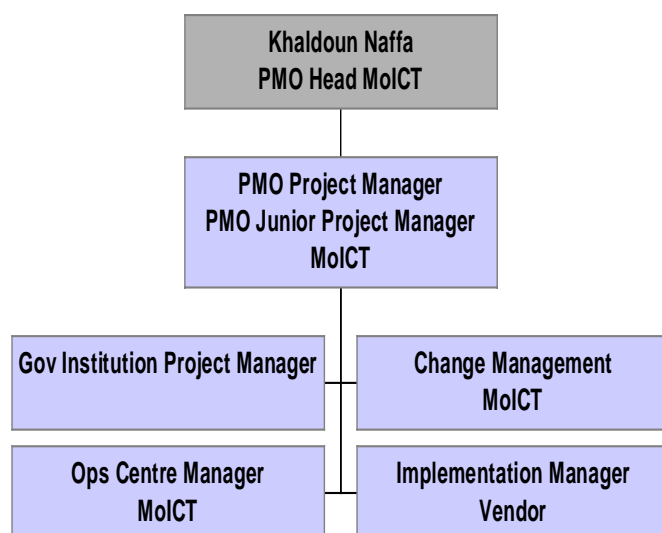 Khaldoun Naffa
PMO Head MoICT
PMO Project Manager
PMO Junior Project Manager
MoICT
Gov Institution Project Manager
Change Management
MoICT
Ops Centre Manager
MoICT
Implementation Manager
Vendor